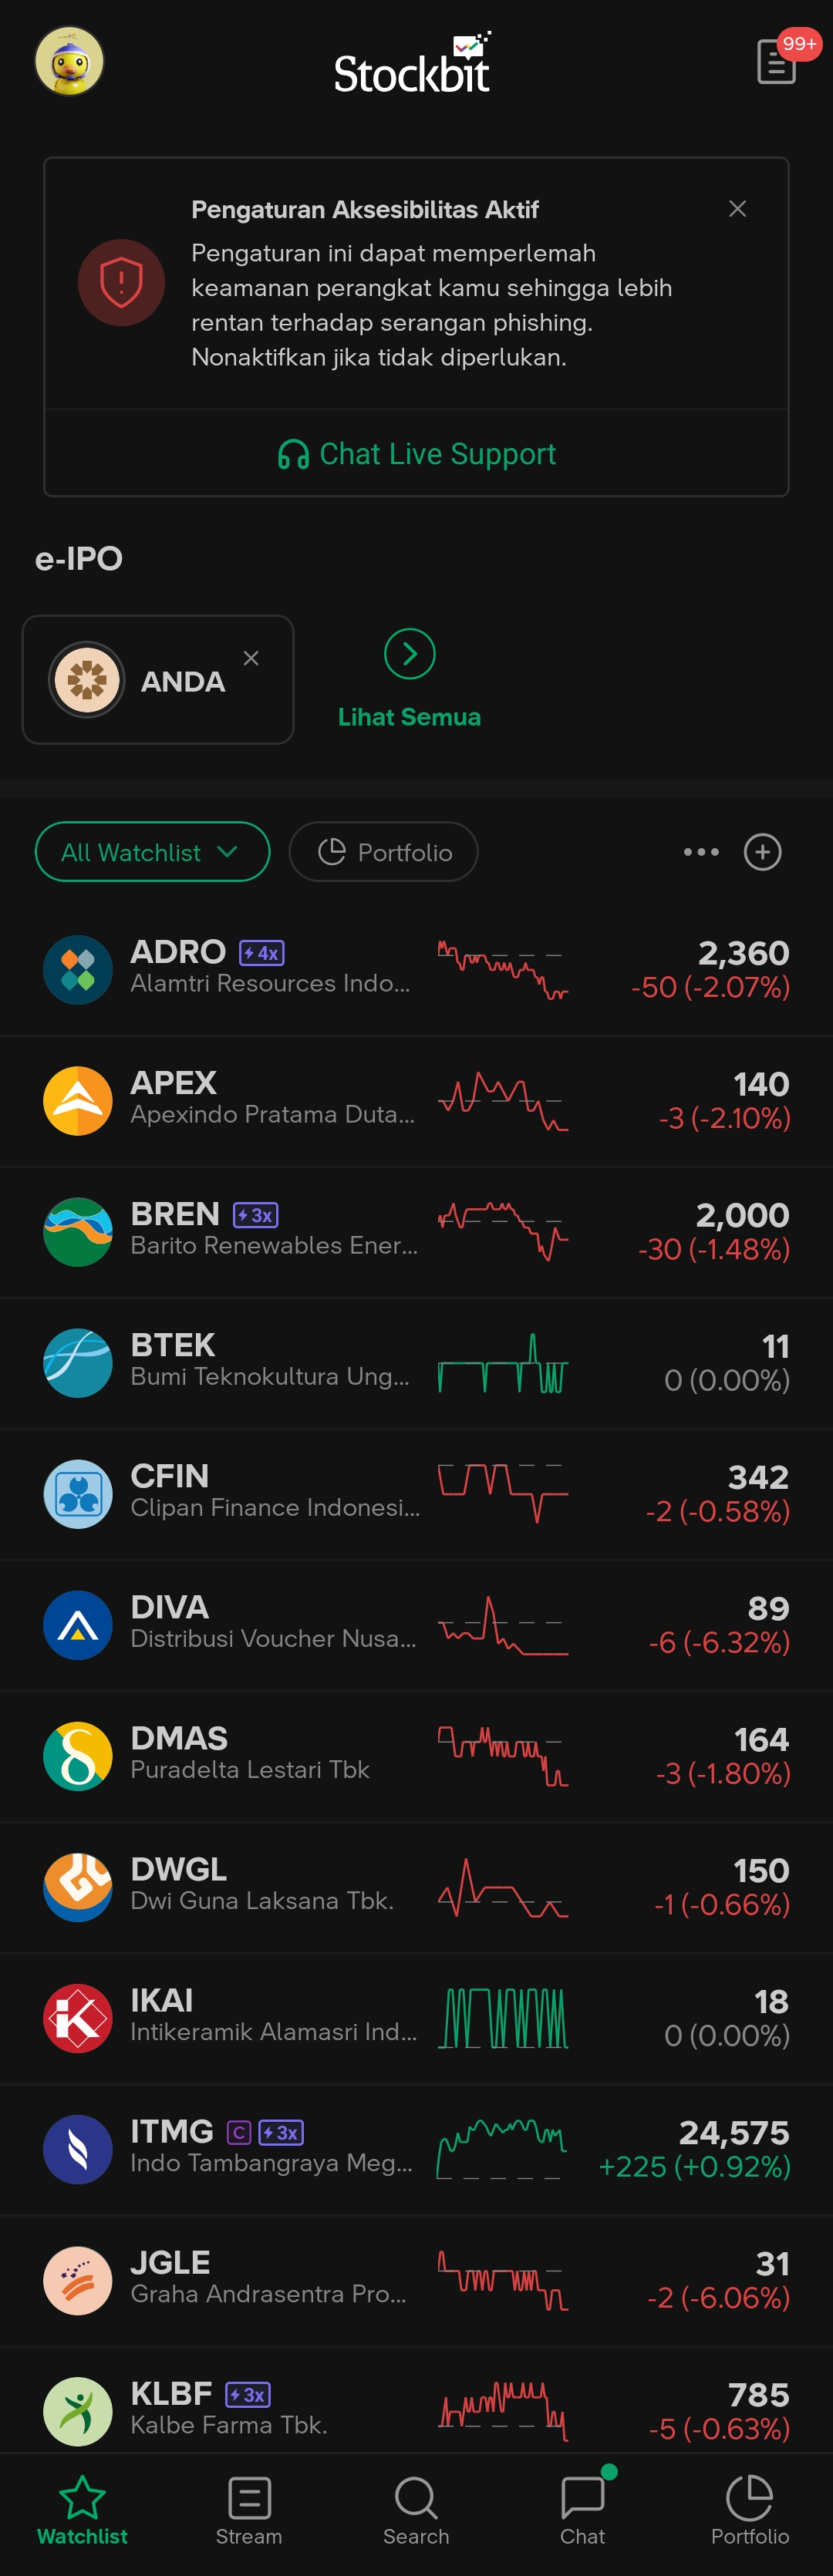 Stockbit
99+
Pengaturan Aksesibilitas Aktif
Pengaturan ini dapat memperlemah
keamanan perangkat kamu sehingga lebih
rentan terhadap serangan phishing.
Nonaktifkan jika tidak diperlukan.
Chat Live Support
e-IPO
ANDA
Lihat Semua
All Watchlist
Portfolio
ADRO 4x
2,360
Alamtri Resources Indo...
-50 (-2.07%)
APEX
140
Apexindo Pratama Duta...
-3 (-2.10%)
BREN 3x
2,000
Barito Renewables Ener...
-30 (-1.48%)
BTEK
11
Bumi Teknokultura Ung...
0 (0.00%)
CFIN
342
Clipan Finance Indonesi...
-2 (-0.58%)
DIVA
89
Distribusi Voucher Nusa...
-6 (-6.32%)
DMAS
164
Puradelta Lestari Tbk
-3 (-1.80%)
DWGL
150
Dwi Guna Laksana Tbk.
-1 (-0.66%)
IKAI
18
Intikeramik Alamasri Ind...
0 (0.00%)
ITMG C 3x
24,575
Indo Tambangraya Meg...
+225 (+0.92%)
JGLE
31
Graha Andrasentra Pro...
-2 (-6.06%)
KLBF 3x
785
Kalbe Farma Tbk.
-5 (-0.63%)
Watchlist
Stream
Search
Chat
Portfolio